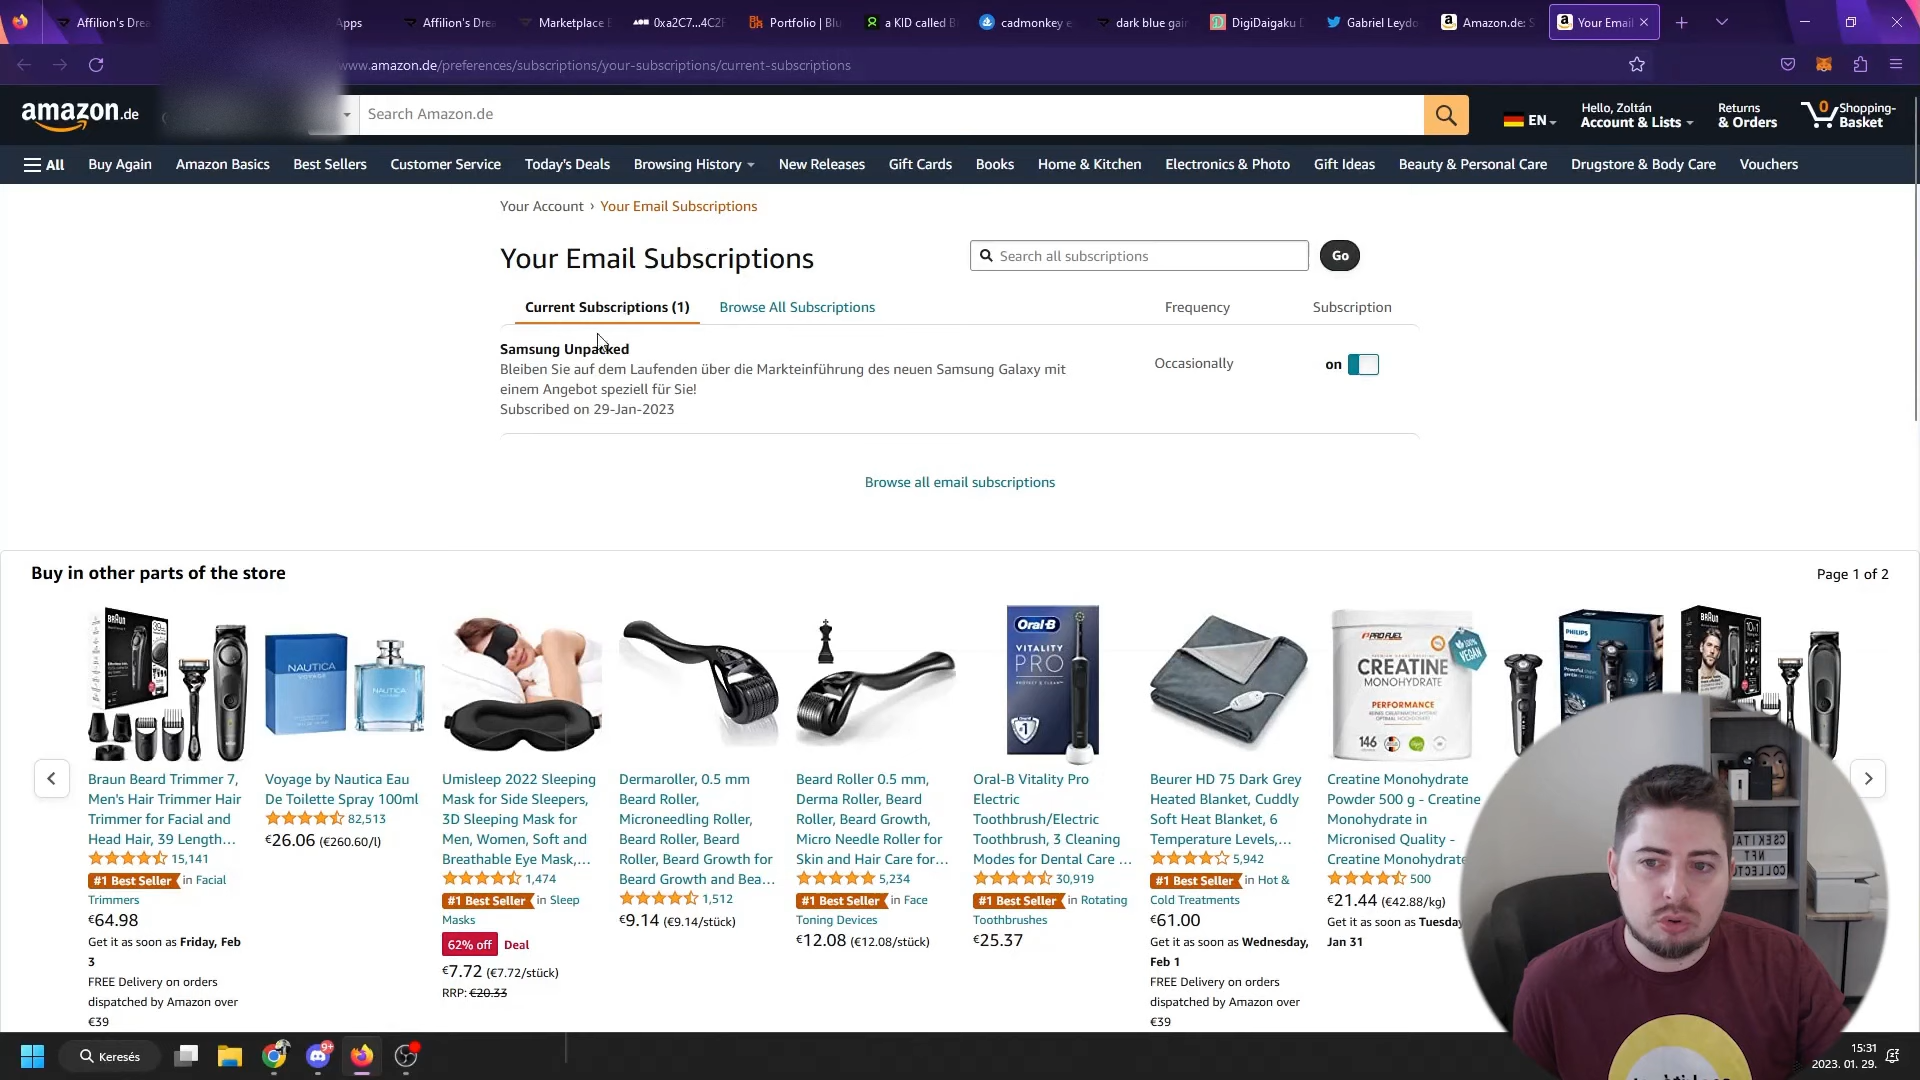 Affilion's Drea
Apps
Affilion's Drea
Marketplace
0xa2C7...4C2F
Portfolio | Blu
a KID called B
cadmonkey
dark blue gai
DigiDaigaku
Gabriel Leydo
Amazon.de: S
Your Email
www.amazon.de/preferences/subscriptions/your-subscriptions/current-subscriptions
amazon.de
Search Amazon.de
EN
Hello, Zoltán
Account & Lists
Returns
& Orders
0
Shopping-
Basket
All
Buy Again
Amazon Basics
Best Sellers
Customer Service
Today's Deals
Browsing History
New Releases
Gift Cards
Books
Home & Kitchen
Electronics & Photo
Gift Ideas
Beauty & Personal Care
Drugstore & Body Care
Vouchers
Your Account › Your Email Subscriptions
Your Email Subscriptions
Search all subscriptions
Go
Current Subscriptions (1)
Browse All Subscriptions
Frequency
Subscription
Samsung Unpacked
Bleiben Sie auf dem Laufenden über die Markteinführung des neuen Samsung Galaxy mit
einem Angebot speziell für Sie!
Subscribed on 29-Jan-2023
Occasionally
on
Browse all email subscriptions
Buy in other parts of the store
Page 1 of 2
BRAUN
NAUTICA
VOYAGE
NAUTICA
Oral-B
VITALITY
PRO
#1
PROFUEL
100%
VEGAN
CREATINE
MONOHYDRATE
PERFORMANCE
146
PHILIPS
BRAUN
Braun Beard Trimmer 7,
Men's Hair Trimmer Hair
Trimmer for Facial and
Head Hair, 39 Length...
15,141
#1 Best Seller in Facial
Trimmers
€64.98
Get it as soon as Friday, Feb
3
FREE Delivery on orders
dispatched by Amazon over
€39
Voyage by Nautica Eau
De Toilette Spray 100ml
82,513
€26.06 (€260.60/l)
Umisleep 2022 Sleeping
Mask for Side Sleepers,
3D Sleeping Mask for
Men, Women, Soft and
Breathable Eye Mask,...
1,474
#1 Best Seller in Sleep
Masks
62% off Deal
€7.72 (€7.72/stück)
RRP: €20.33
Dermaroller, 0.5 mm
Beard Roller,
Microneedling Roller,
Beard Roller, Beard
Roller, Beard Growth for
Beard Growth and Bea...
1,512
€9.14 (€9.14/stück)
Beard Roller 0.5 mm,
Derma Roller, Beard
Roller, Beard Growth,
Micro Needle Roller for
Skin and Hair Care for...
5,234
#1 Best Seller in Face
Toning Devices
€12.08 (€12.08/stück)
Oral-B Vitality Pro
Electric
Toothbrush/Electric
Toothbrush, 3 Cleaning
Modes for Dental Care ...
30,919
#1 Best Seller in Rotating
Toothbrushes
€25.37
Beurer HD 75 Dark Grey
Heated Blanket, Cuddly
Soft Heat Blanket, 6
Temperature Levels,...
5,942
#1 Best Seller in Hot &
Cold Treatments
€61.00
Get it as soon as Wednesday,
Feb 1
FREE Delivery on orders
dispatched by Amazon over
€39
Creatine Monohydrate
Powder 500 g - Creatine
Monohydrate in
Micronised Quality -
Creatine Monohydrate
500
€21.44 (€42.88/kg)
Get it as soon as Tuesday
Jan 31
CSEKITAL
NFT
COLLECTO
Keresés
9+
15:31
2023. 01. 29.